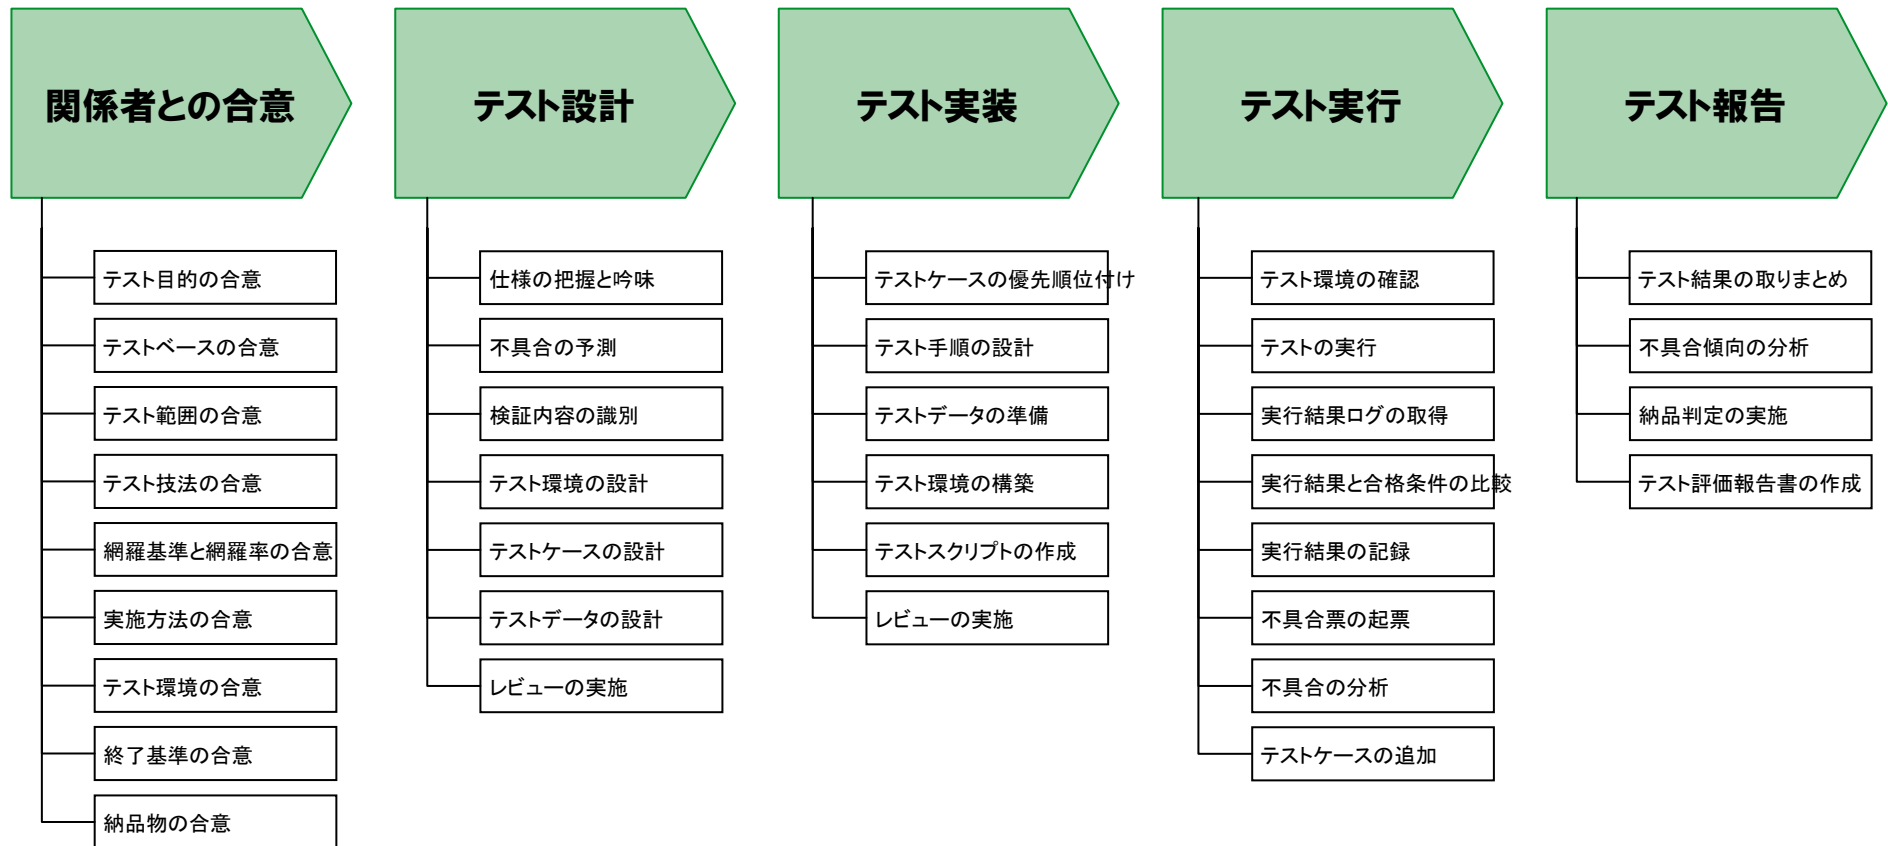 関係者との合意
テスト目的の合意
テストベースの合意
テスト範囲の合意
テスト技法の合意
網羅基準と網羅率の合意
実施方法の合意
テスト環境の合意
終了基準の合意
納品物の合意
テスト設計
仕様の把握と吟味
不具合の予測
検証内容の識別
テスト環境の設計
テストケースの設計
テストデータの設計
レビューの実施
テスト実装
テストケースの優先順位付け
テスト手順の設計
テストデータの準備
テスト環境の構築
テストスクリプトの作成
レビューの実施
テスト実行
テスト環境の確認
テストの実行
実行結果ログの取得
実行結果と合格条件の比較
実行結果の記録
不具合票の起票
不具合の分析
テストケースの追加
テスト報告
テスト結果の取りまとめ
不具合傾向の分析
納品判定の実施
テスト評価報告書の作成